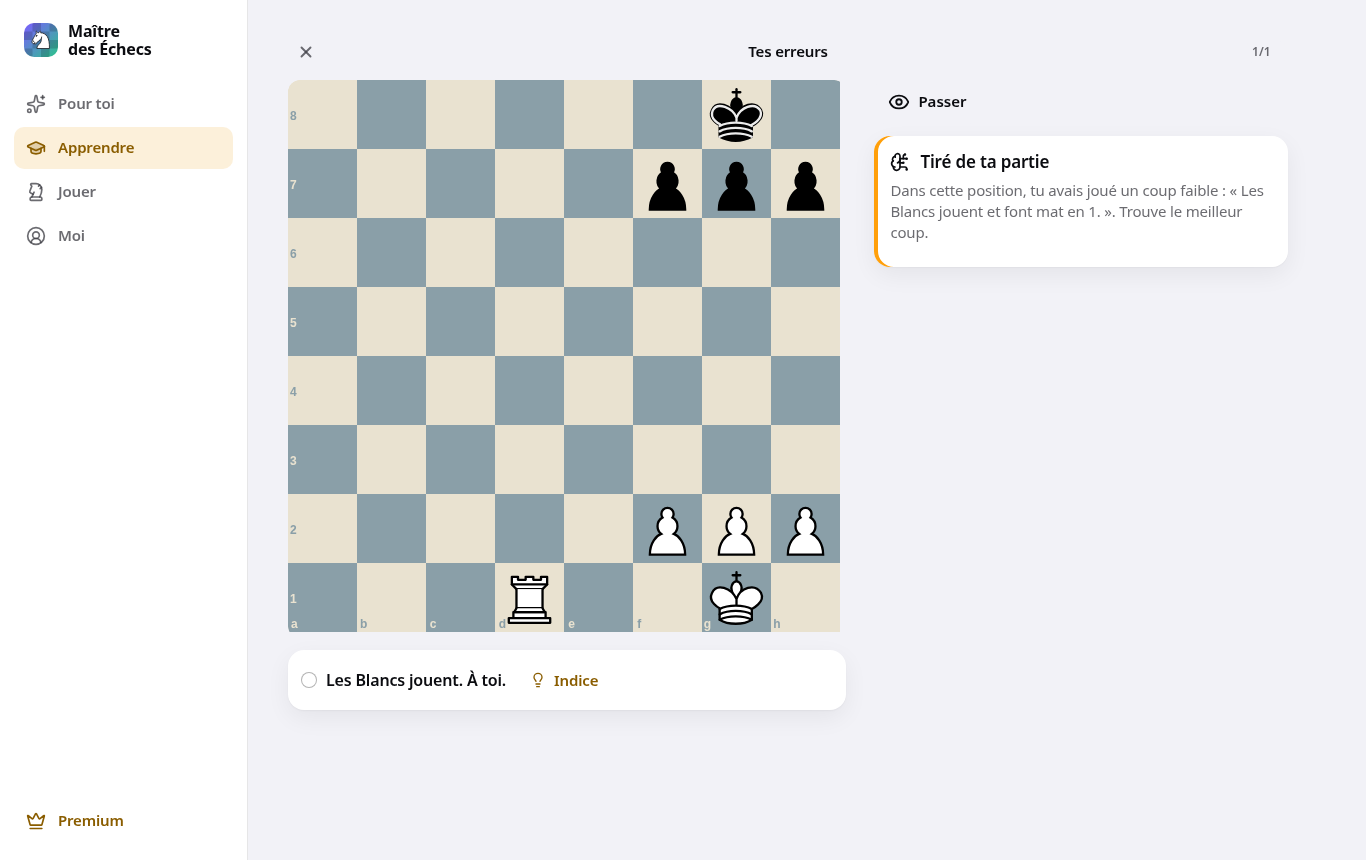 Maître
des Échecs
Pour toi
Apprendre
Jouer
Moi
Premium
Tes erreurs
1/1
8
7
6
5
4
3
2
1
a
b
c
d
e
f
g
h
Les Blancs jouent. À toi.
Indice
Passer
Tiré de ta partie
Dans cette position, tu avais joué un coup faible : « Les
Blancs jouent et font mat en 1. ». Trouve le meilleur
coup.